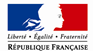 Liberté • Égalité • Fraternité
RÉPUBLIQUE FRANÇAISE